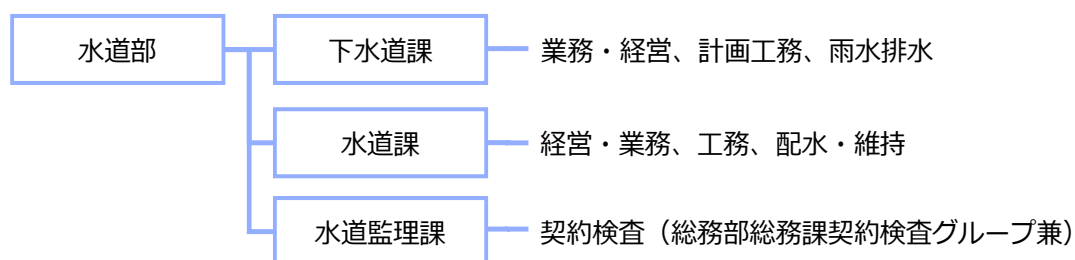 水道部
下水道課
業務・経営、計画工務、雨水排水
水道課
経営・業務、工務、配水・維持
水道監理課
契約検査（総務部総務課契約検査グループ兼）